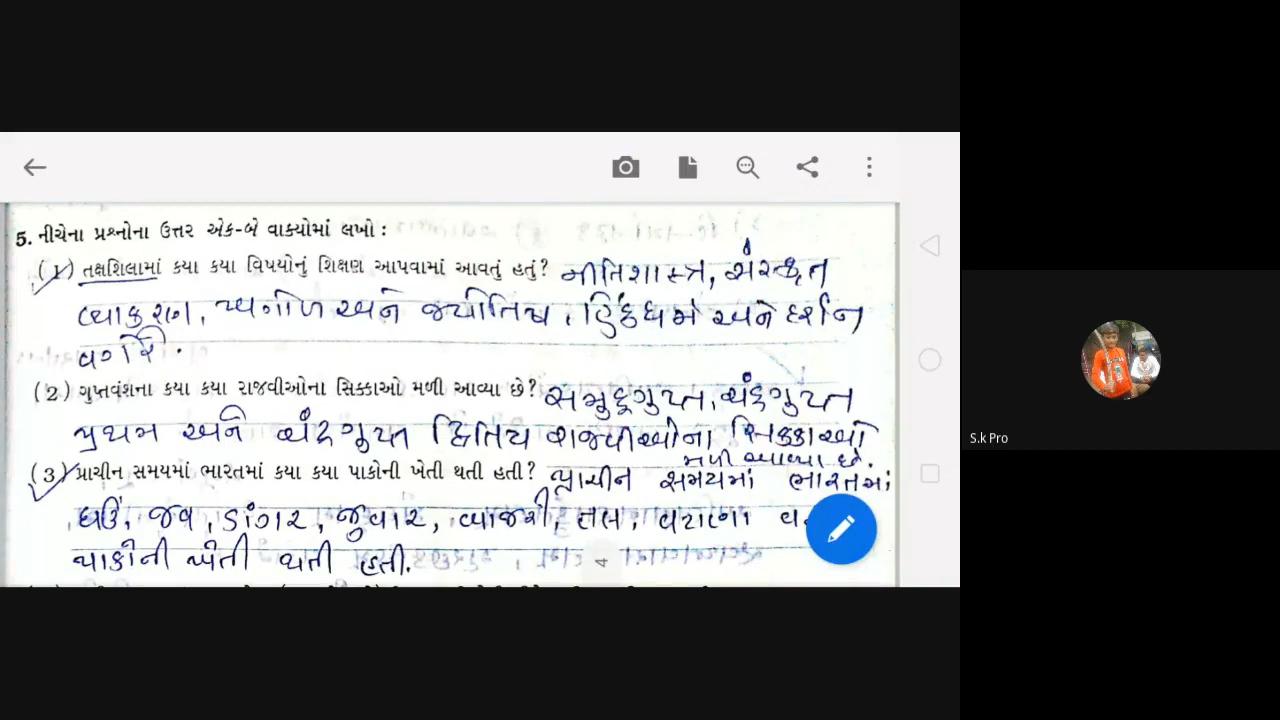 5. નીચેના પ્રશ્નોના ઉત્તર એક-બે વાક્યોમાં લખો :
(1) તક્ષશિલામાં કયા કયા વિષયોનું શિક્ષણ આપવામાં આવતું હતું? નીતિશાસ્ત્ર, સંસ્કૃત
વ્યાકરણ, ખગોળ અને જ્યોતિષ, હિંદુધર્મ અને દર્શન
વગેરે.
(2) ગુપ્તવંશના કયા કયા રાજવીઓના સિક્કાઓ મળી આવ્યા છે? સમુદ્રગુપ્ત, ચંદ્રગુપ્ત
પ્રથમ અને ચંદ્રગુપ્ત દ્વિતિય રાજવીઓના સિક્કાઓ
મળી આવ્યા છે.
(3) પ્રાચીન સમયમાં ભારતમાં કયા કયા પાકોની ખેતી થતી હતી? પ્રાચીન સમયમાં ભારતમાં
ઘઉં, જવ, ડાંગર, જુવાર, બાજરી, તલ, વટાણા
પાકોની ખેતી થતી હતી.
4
S.k Pro